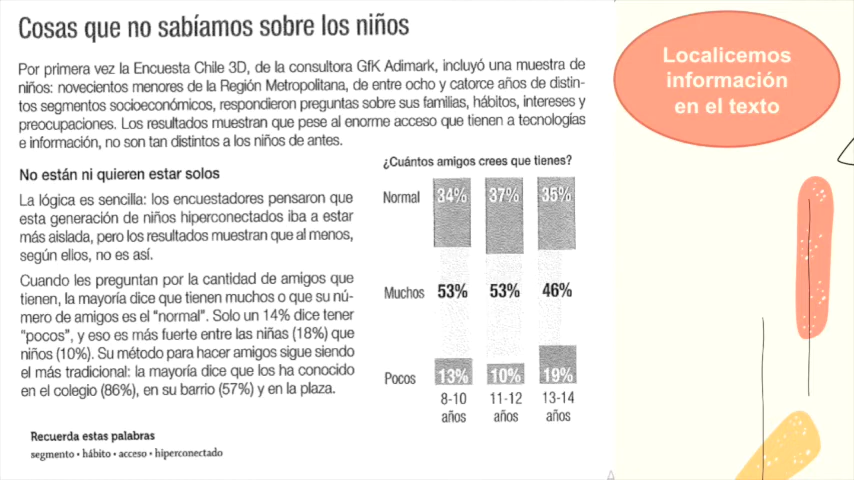 Cosas que no sabíamos sobre los niños
Por primera vez la Encuesta Chile 3D, de la consultora GfK Adimark, incluyó una muestra de
niños: novecientos menores de la Región Metropolitana, de entre ocho y catorce años de distin-
tos segmentos socioeconómicos, respondieron preguntas sobre sus familias, hábitos, intereses y
preocupaciones. Los resultados muestran que pese al enorme acceso que tienen a tecnologías
e información, no son tan distintos a los niños de antes.
No están ni quieren estar solos
La lógica es sencilla: los encuestadores pensaron que
esta generación de niños hiperconectados iba a estar
más aislada, pero los resultados muestran que al menos,
según ellos, no es así.
Cuando les preguntan por la cantidad de amigos que
tienen, la mayoría dice que tienen muchos o que su nú-
mero de amigos es el "normal". Solo un 14% dice tener
"pocos", y eso es más fuerte entre las niñas (18%) que
niños (10%). Su método para hacer amigos sigue siendo
el más tradicional: la mayoría dice que los ha conocido
en el colegio (86%), en su barrio (57%) y en la plaza.
¿Cuántos amigos crees que tienes?
Normal 34% 37% 35%
Muchos 53% 53% 46%
Pocos 13% 10% 19%
8-10 11-12 13-14
años años años
Recuerda estas palabras
segmento • hábito • acceso • hiperconectado
Localicemos
información
en el texto